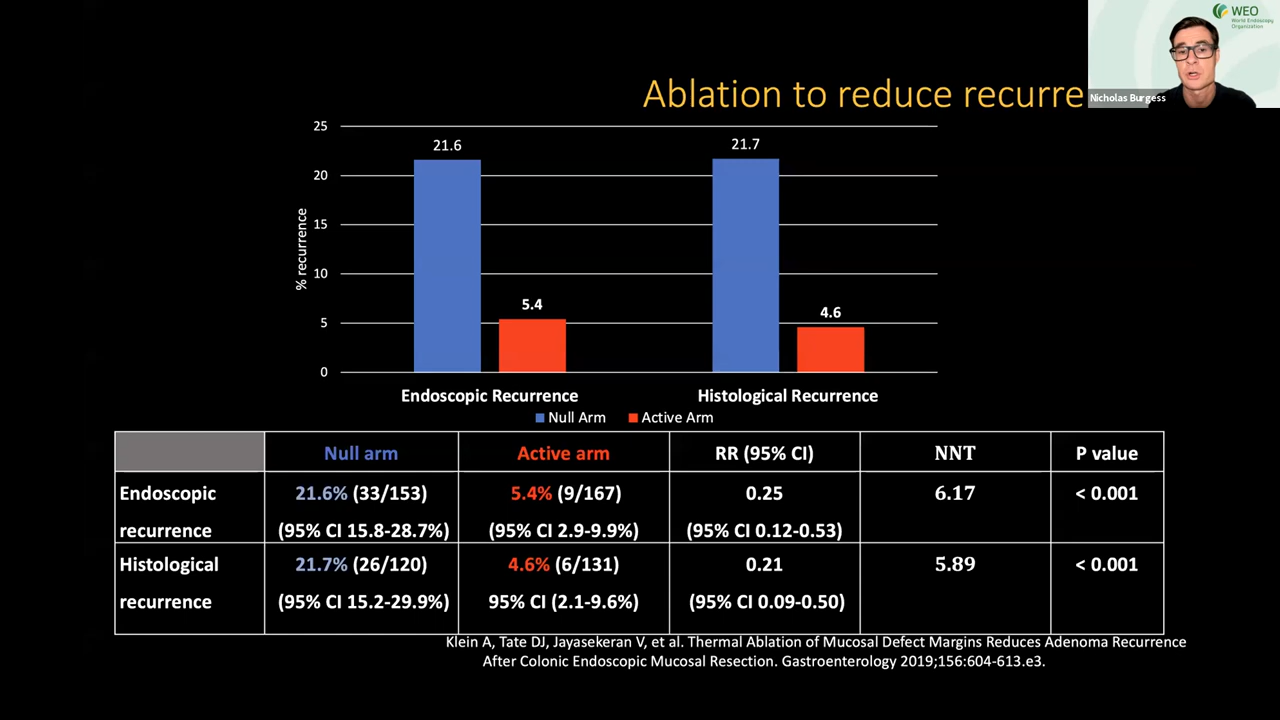 WEO
World Endoscopy
Organization
Nicholas Burgess
Ablation to reduce recurre
25
20
15
10
5
0
% recurrence
21.6
5.4
21.7
4.6
Endoscopic Recurrence
Histological Recurrence
Null Arm
Active Arm
Null arm
Active arm
RR (95% CI)
NNT
P value
Endoscopic
recurrence
21.6% (33/153)
(95% CI 15.8-28.7%)
5.4% (9/167)
(95% CI 2.9-9.9%)
0.25
(95% CI 0.12-0.53)
6.17
< 0.001
Histological
recurrence
21.7% (26/120)
(95% CI 15.2-29.9%)
4.6% (6/131)
95% CI (2.1-9.6%)
0.21
(95% CI 0.09-0.50)
5.89
< 0.001
Klein A, Tate DJ, Jayasekeran V, et al. Thermal Ablation of Mucosal Defect Margins Reduces Adenoma Recurrence
After Colonic Endoscopic Mucosal Resection. Gastroenterology 2019;156:604-613.e3.